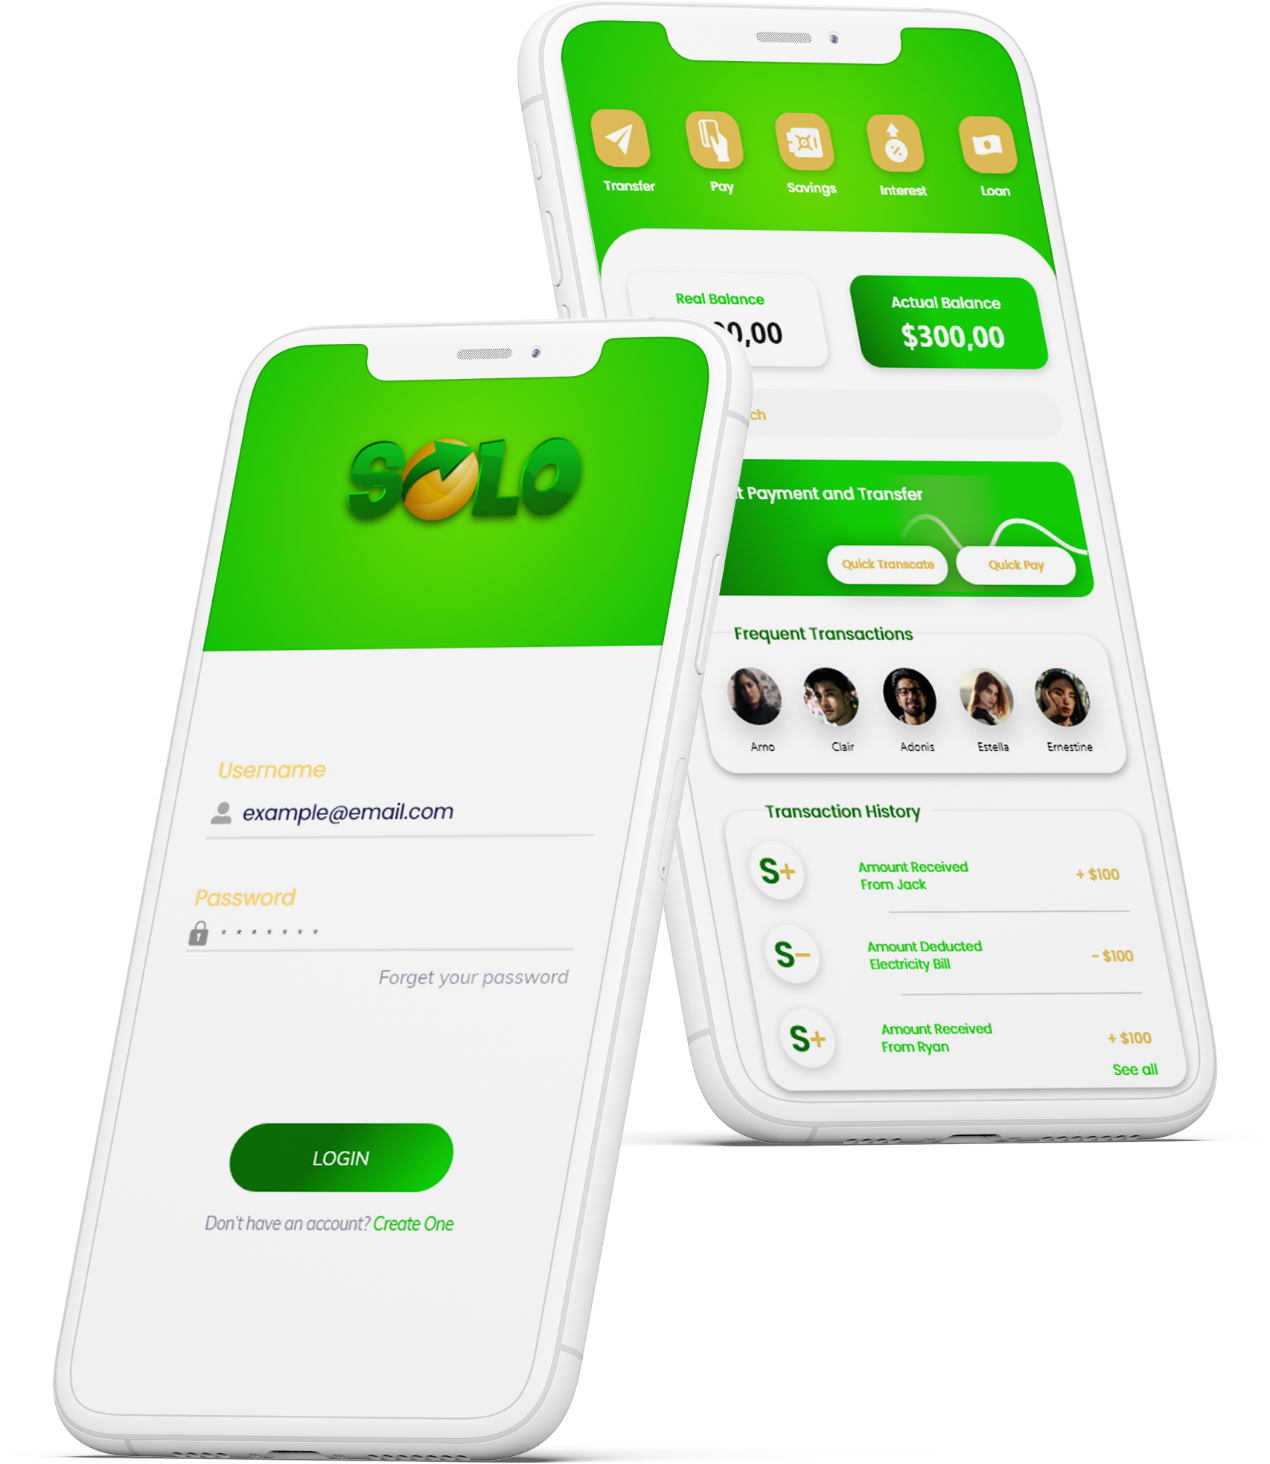 Transfer
Pay
Savings
Interest
Loan
Real Balance
Actual Balance
0,00
$300,00
ch
t Payment and Transfer
Quick Transcate
Quick Pay
Frequent Transactions
Arno
Clair
Adonis
Estella
Ernestine
Transaction History
S+
Amount Received
From Jack
+ $100
S-
Amount Deducted
Electricity Bill
- $100
S+
Amount Received
From Ryan
+ $100
See all
SOLO
Username
example@email.com
Password
* * * * * * *
Forget your password
LOGIN
Don't have an account? Create One